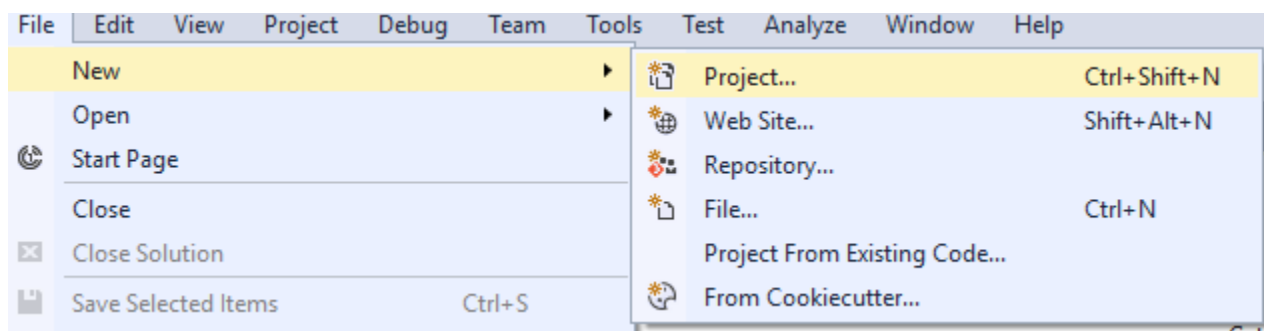 File Edit View Project Debug Team Tools Test Analyze Window Help
New
Open
Start Page
Close
Close Solution
Save Selected Items Ctrl+S
Project... Ctrl+Shift+N
Web Site... Shift+Alt+N
Repository...
File... Ctrl+N
Project From Existing Code...
From Cookiecutter...